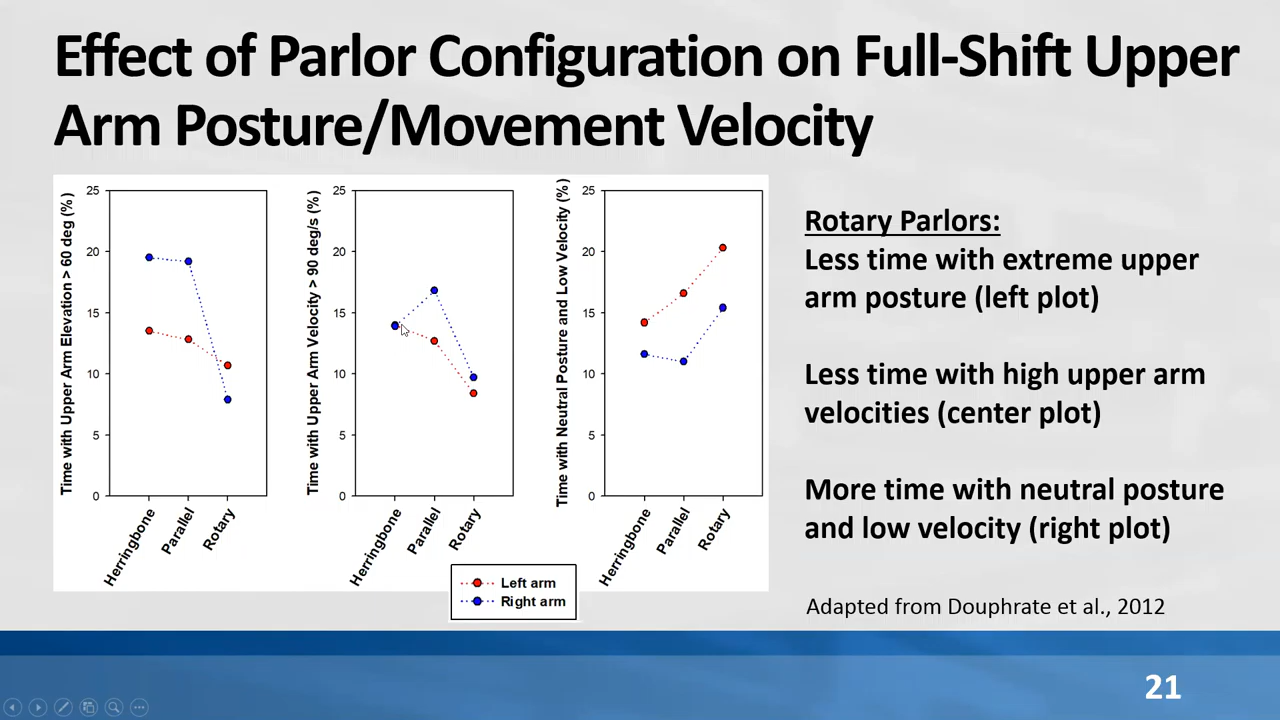 Effect of Parlor Configuration on Full-Shift Upper
Arm Posture/Movement Velocity
Time with Upper Arm Elevation > 60 deg (%)
25
20
15
10
5
0
Herringbone
Parallel
Rotary
Time with Upper Arm Velocity > 90 deg/s (%)
25
20
15
10
5
0
Herringbone
Parallel
Rotary
Time with Neutral Posture and Low Velocity (%)
25
20
15
10
5
0
Herringbone
Parallel
Rotary
Left arm
Right arm
Rotary Parlors:
Less time with extreme upper
arm posture (left plot)
Less time with high upper arm
velocities (center plot)
More time with neutral posture
and low velocity (right plot)
Adapted from Douphrate et al., 2012
21